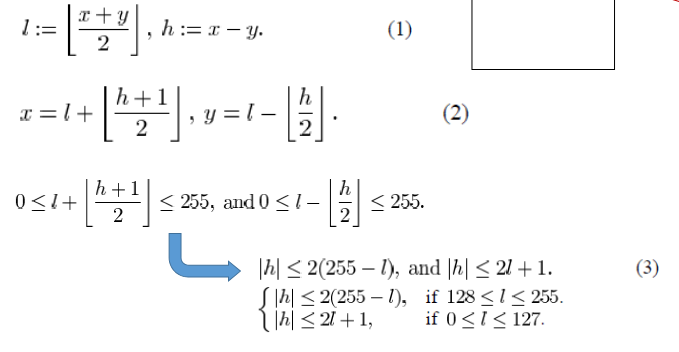 l := ⌊(x + y)/2⌋, h := x − y. (1)
x = l + ⌊(h + 1)/2⌋, y = l − ⌊h/2⌋. (2)
0 ≤ l + ⌊(h + 1)/2⌋ ≤ 255, and 0 ≤ l − ⌊h/2⌋ ≤ 255.
|h| ≤ 2(255 − l), and |h| ≤ 2l + 1. (3)
{ |h| ≤ 2(255 − l), if 128 ≤ l ≤ 255.
|h| ≤ 2l + 1, if 0 ≤ l ≤ 127.